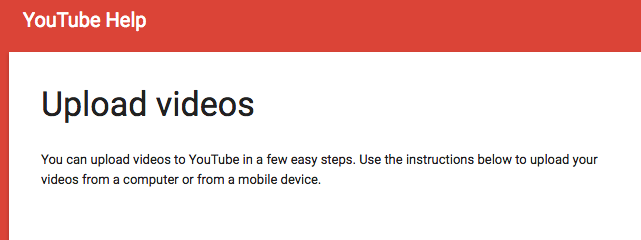 YouTube Help
Upload videos
You can upload videos to YouTube in a few easy steps. Use the instructions below to upload your
videos from a computer or from a mobile device.